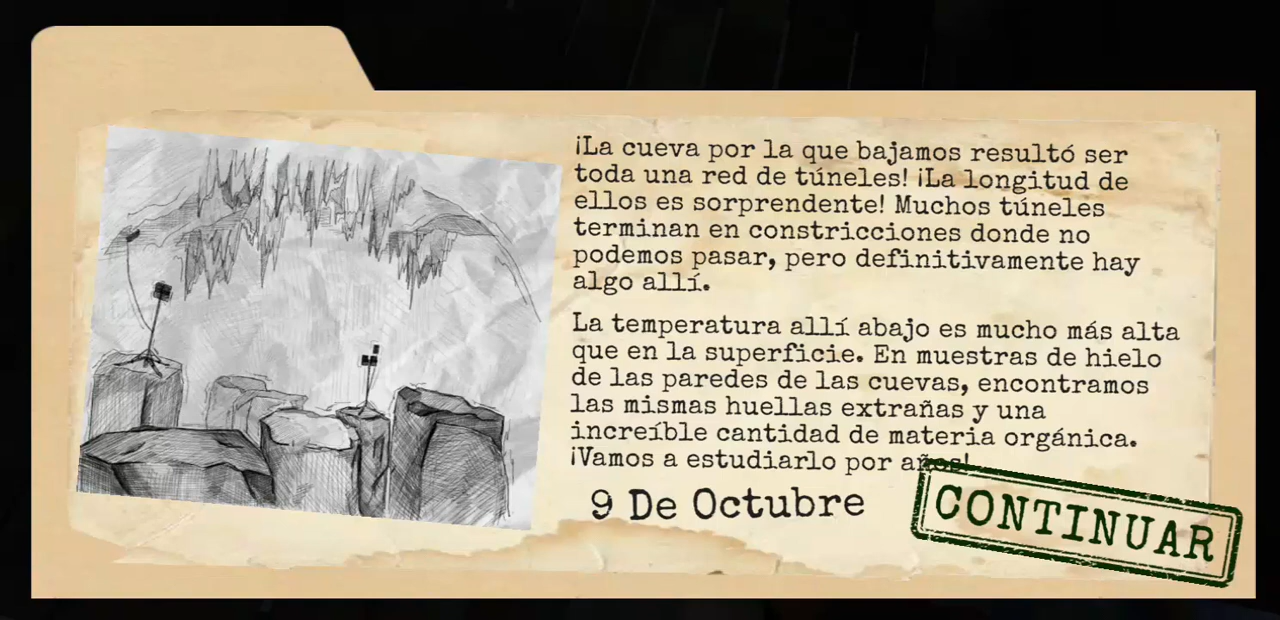 ¡La cueva por la que bajamos resultó ser
toda una red de túneles! ¡La longitud de
ellos es sorprendente! Muchos túneles
terminan en constricciones donde no
podemos pasar, pero definitivamente hay
algo allí.
La temperatura allí abajo es mucho más alta
que en la superficie. En muestras de hielo
de las paredes de las cuevas, encontramos
las mismas huellas extrañas y una
increíble cantidad de materia orgánica.
¡Vamos a estudiarlo por años!
9 De Octubre
CONTINUAR